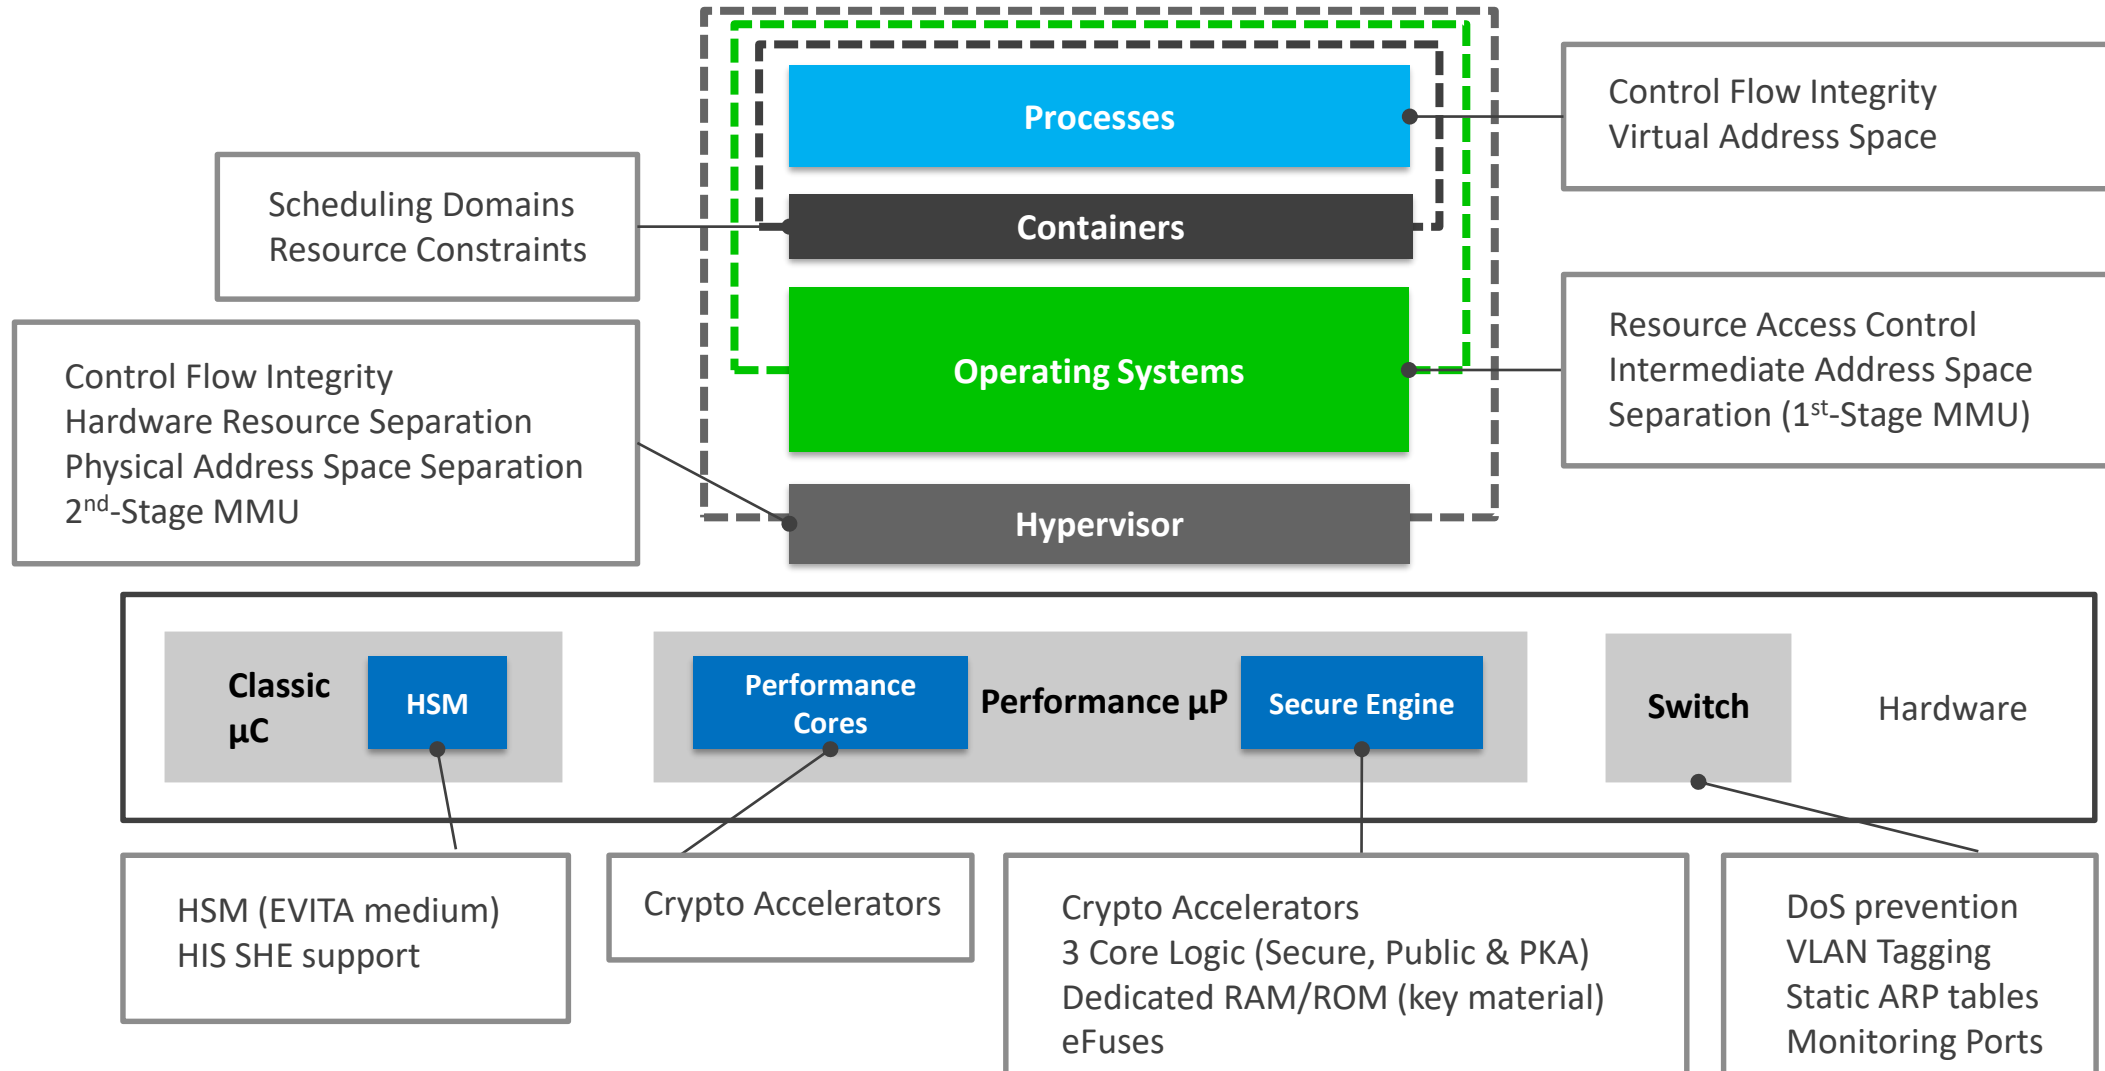 Processes
Control Flow Integrity
Virtual Address Space
Scheduling Domains
Resource Constraints
Containers
Operating Systems
Resource Access Control
Intermediate Address Space
Separation (1st-Stage MMU)
Control Flow Integrity
Hardware Resource Separation
Physical Address Space Separation
2nd-Stage MMU
Hypervisor
Classic
µC
HSM
Performance
Cores
Performance µP
Secure Engine
Switch
Hardware
HSM (EVITA medium)
HIS SHE support
Crypto Accelerators
Crypto Accelerators
3 Core Logic (Secure, Public & PKA)
Dedicated RAM/ROM (key material)
eFuses
DoS prevention
VLAN Tagging
Static ARP tables
Monitoring Ports